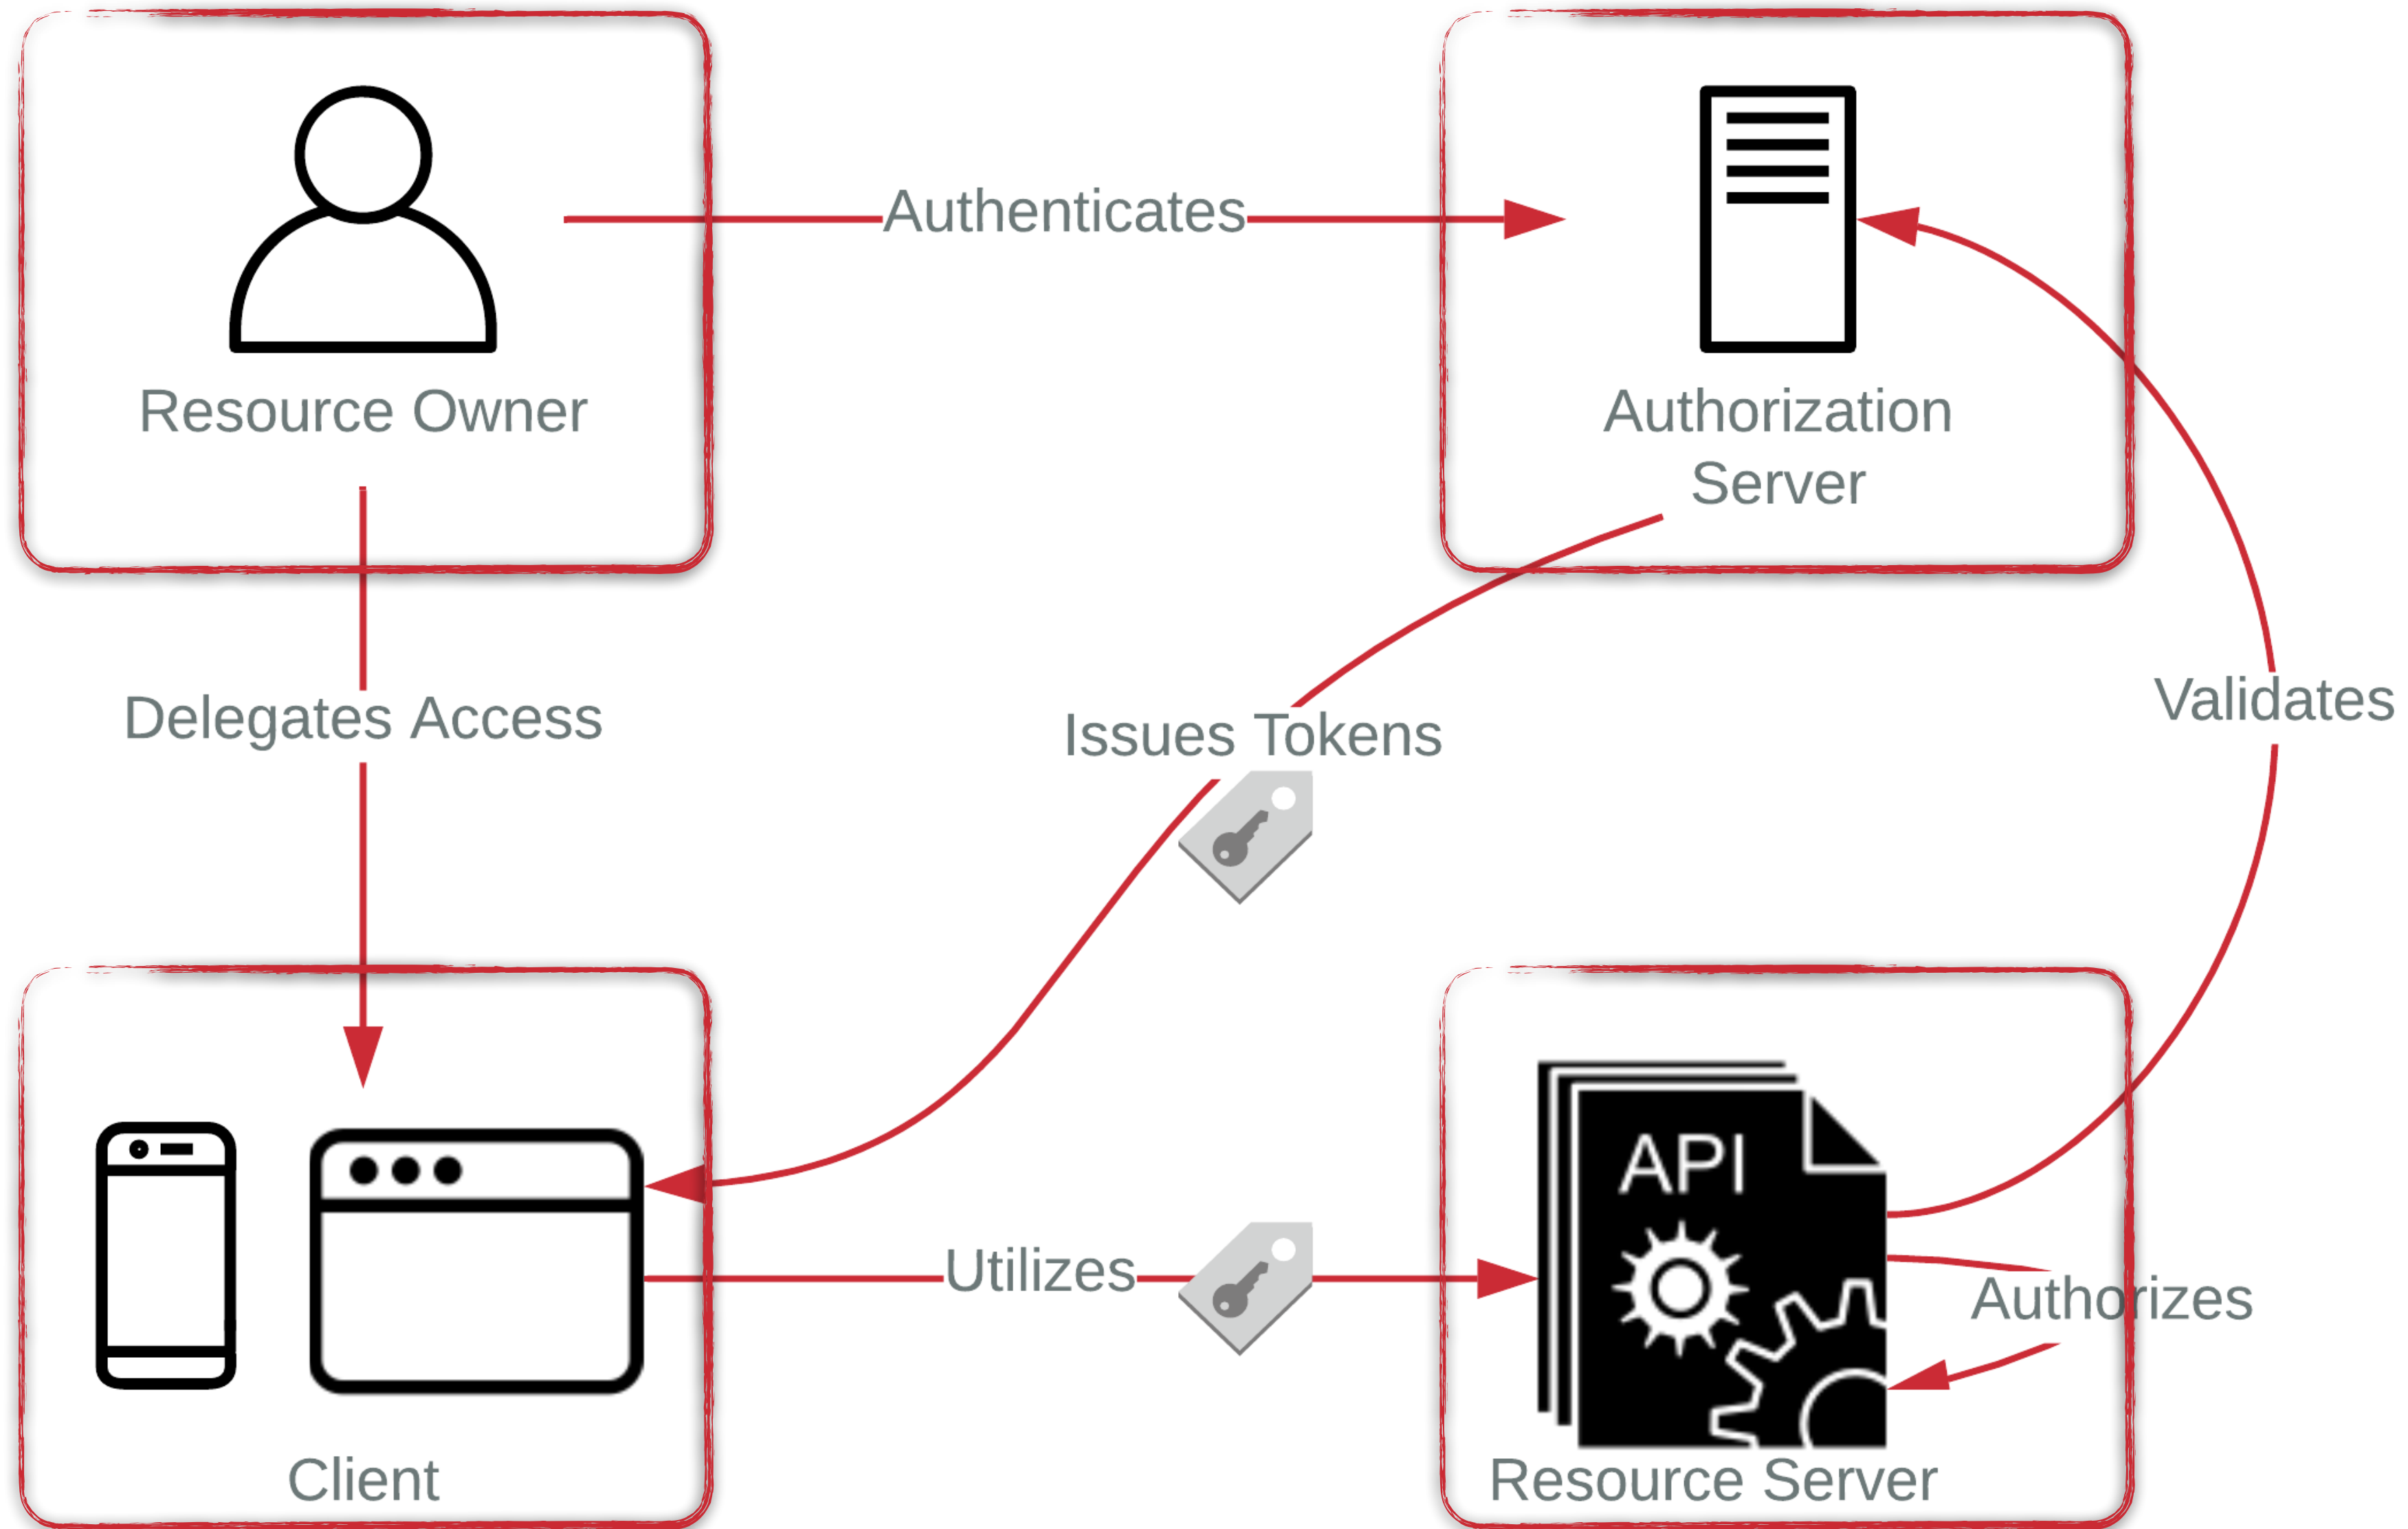 Authenticates
Resource Owner
Authorization
Server
Delegates Access
Issues Tokens
Validates
API
Utilizes
Authorizes
Client
Resource Server